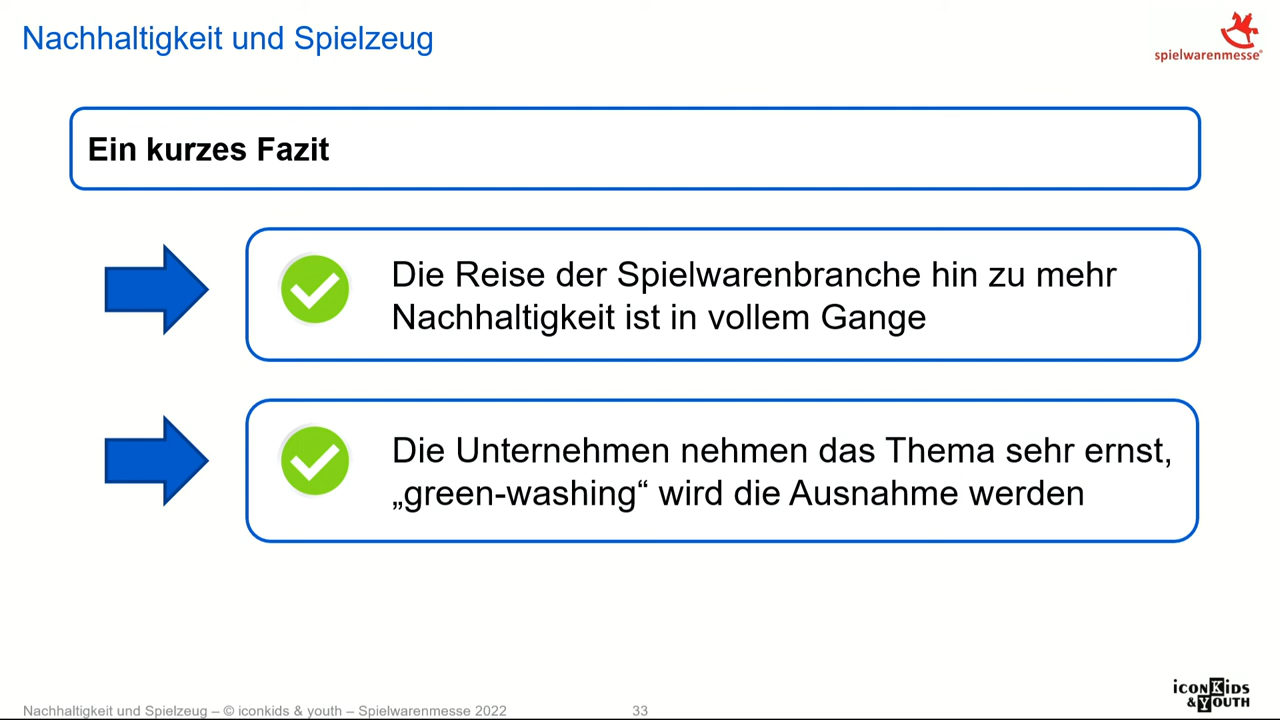 Nachhaltigkeit und Spielzeug
spielwarenmesse®
Ein kurzes Fazit
Die Reise der Spielwarenbranche hin zu mehr
Nachhaltigkeit ist in vollem Gange
Die Unternehmen nehmen das Thema sehr ernst,
„green-washing“ wird die Ausnahme werden
iconKids
&YOUTH
Nachhaltigkeit und Spielzeug – © iconkids & youth – Spielwarenmesse 2022 33